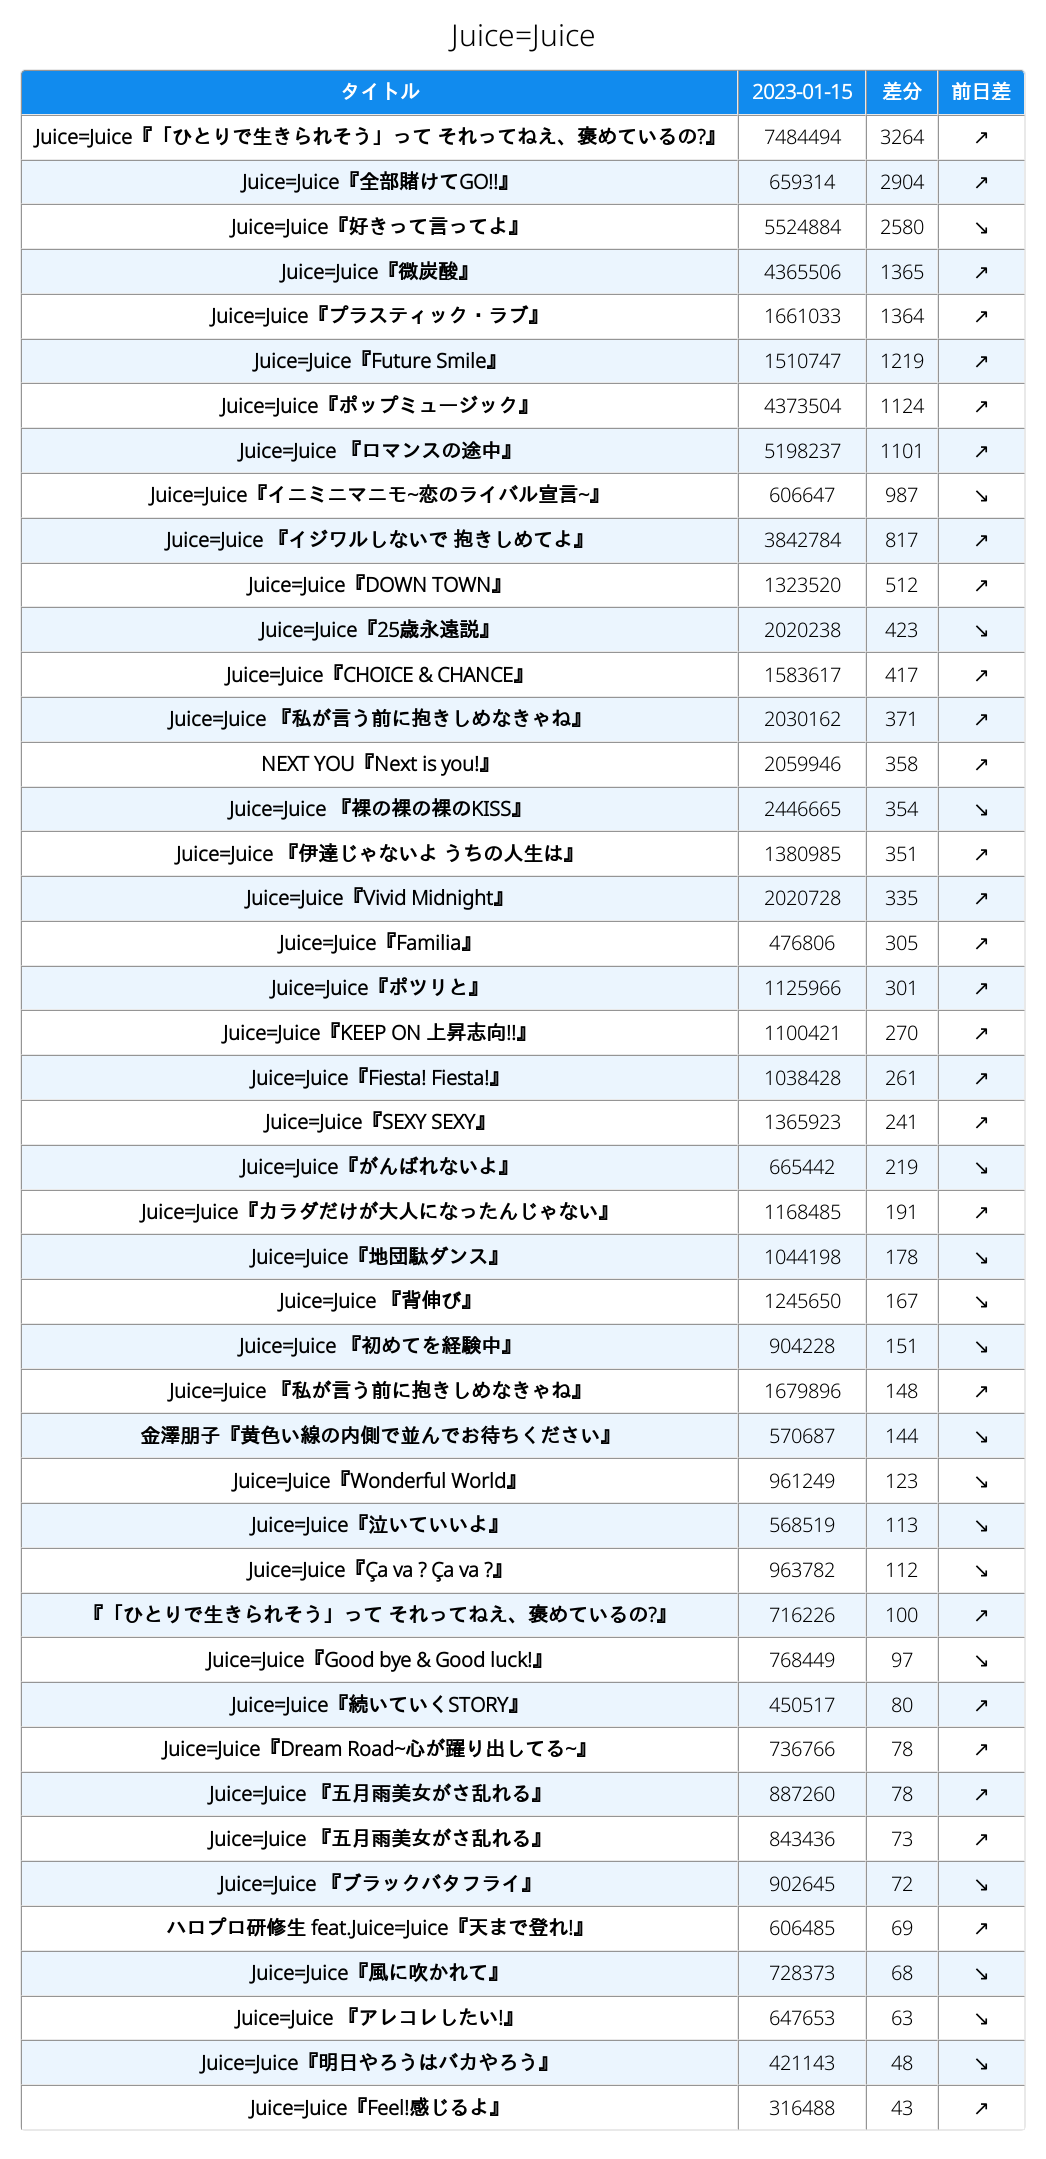 Juice=Juice
タイトル 2023-01-15 差分 前日差
Juice=Juice『「ひとりで生きられそう」って それってねえ、褒めているの?』 7484494 3264 ↗
Juice=Juice『全部賭けてGO!!』 659314 2904 ↗
Juice=Juice『好きって言ってよ』 5524884 2580 ↘
Juice=Juice『微炭酸』 4365506 1365 ↗
Juice=Juice『プラスティック・ラブ』 1661033 1364 ↗
Juice=Juice『Future Smile』 1510747 1219 ↗
Juice=Juice『ポップミュージック』 4373504 1124 ↗
Juice=Juice 『ロマンスの途中』 5198237 1101 ↗
Juice=Juice『イニミニマニモ~恋のライバル宣言~』 606647 987 ↘
Juice=Juice 『イジワルしないで 抱きしめてよ』 3842784 817 ↗
Juice=Juice『DOWN TOWN』 1323520 512 ↗
Juice=Juice『25歳永遠説』 2020238 423 ↘
Juice=Juice『CHOICE & CHANCE』 1583617 417 ↗
Juice=Juice 『私が言う前に抱きしめなきゃね』 2030162 371 ↗
NEXT YOU『Next is you!』 2059946 358 ↗
Juice=Juice 『裸の裸の裸のKISS』 2446665 354 ↘
Juice=Juice 『伊達じゃないよ うちの人生は』 1380985 351 ↗
Juice=Juice『Vivid Midnight』 2020728 335 ↗
Juice=Juice『Familia』 476806 305 ↗
Juice=Juice『ポツリと』 1125966 301 ↗
Juice=Juice『KEEP ON 上昇志向!!』 1100421 270 ↗
Juice=Juice『Fiesta! Fiesta!』 1038428 261 ↗
Juice=Juice『SEXY SEXY』 1365923 241 ↗
Juice=Juice『がんばれないよ』 665442 219 ↘
Juice=Juice『カラダだけが大人になったんじゃない』 1168485 191 ↗
Juice=Juice『地団駄ダンス』 1044198 178 ↘
Juice=Juice 『背伸び』 1245650 167 ↘
Juice=Juice 『初めてを経験中』 904228 151 ↘
Juice=Juice 『私が言う前に抱きしめなきゃね』 1679896 148 ↗
金澤朋子『黄色い線の内側で並んでお待ちください』 570687 144 ↘
Juice=Juice『Wonderful World』 961249 123 ↘
Juice=Juice『泣いていいよ』 568519 113 ↘
Juice=Juice『Ça va ? Ça va ?』 963782 112 ↘
『「ひとりで生きられそう」って それってねえ、褒めているの?』 716226 100 ↗
Juice=Juice『Good bye & Good luck!』 768449 97 ↘
Juice=Juice『続いていくSTORY』 450517 80 ↗
Juice=Juice『Dream Road~心が躍り出してる~』 736766 78 ↗
Juice=Juice 『五月雨美女がさ乱れる』 887260 78 ↗
Juice=Juice 『五月雨美女がさ乱れる』 843436 73 ↗
Juice=Juice 『ブラックバタフライ』 902645 72 ↘
ハロプロ研修生 feat.Juice=Juice『天まで登れ!』 606485 69 ↗
Juice=Juice『風に吹かれて』 728373 68 ↘
Juice=Juice 『アレコレしたい!』 647653 63 ↘
Juice=Juice『明日やろうはバカやろう』 421143 48 ↘
Juice=Juice『Feel!感じるよ』 316488 43 ↗